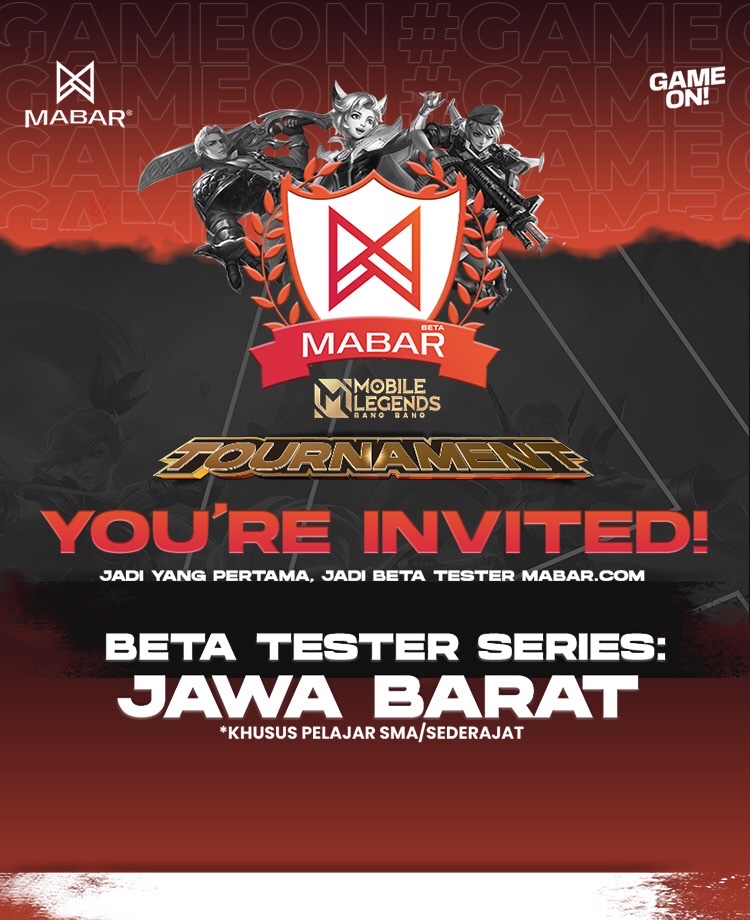 #GAMEON #GAMEON
MABAR®
GAME
ON!
BETA
MABAR
MOBILE
LEGENDS
BANG BANG
TOURNAMENT
YOU'RE INVITED!
JADI YANG PERTAMA, JADI BETA TESTER MABAR.COM
BETA TESTER SERIES:
JAWA BARAT
*KHUSUS PELAJAR SMA/SEDERAJAT